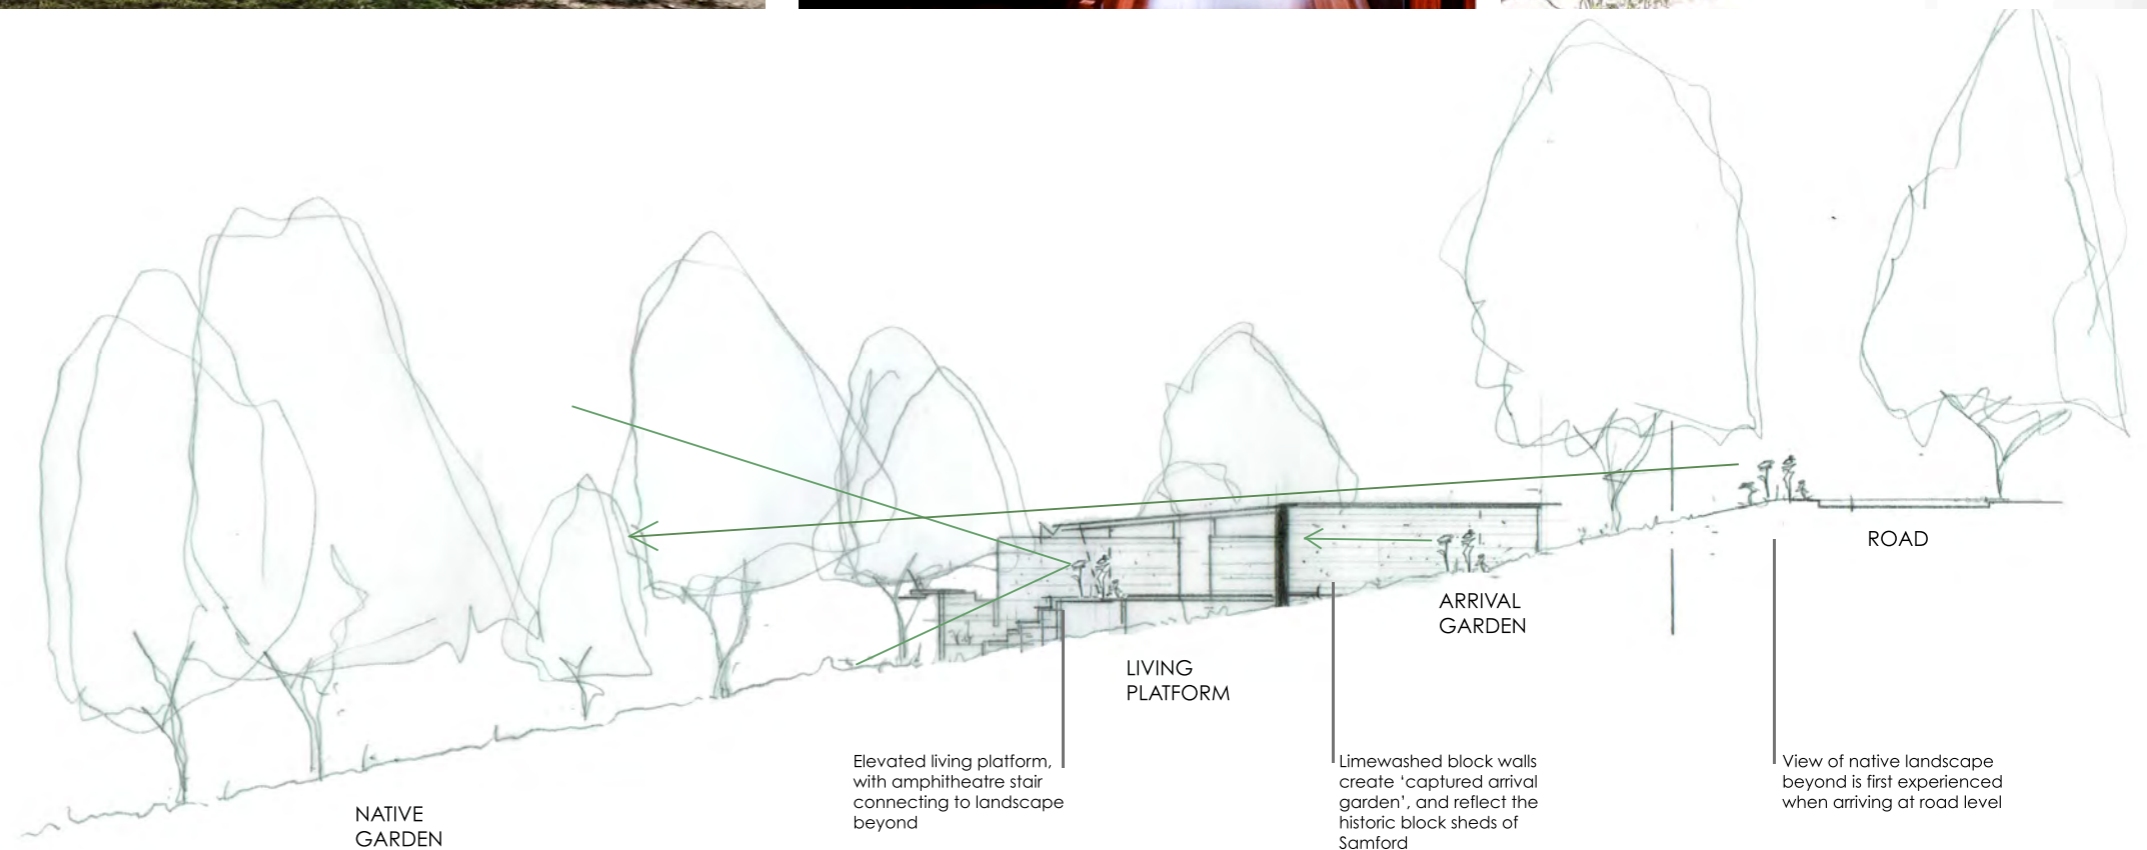 ROAD
ARRIVAL
GARDEN
LIVING
PLATFORM
NATIVE
GARDEN
Elevated living platform,
with amphitheatre stair
connecting to landscape
beyond
Limewashed block walls
create ‘captured arrival
garden’, and reflect the
historic block sheds of
Samford
View of native landscape
beyond is first experienced
when arriving at road level